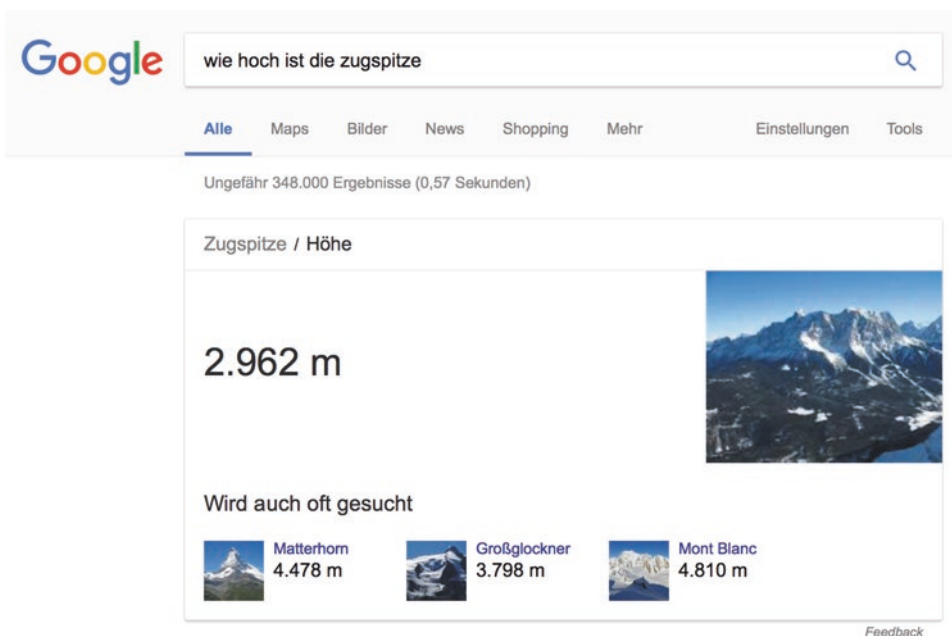 Google
wie hoch ist die zugspitze
Alle Maps Bilder News Shopping Mehr Einstellungen Tools
Ungefähr 348.000 Ergebnisse (0,57 Sekunden)
Zugspitze / Höhe
2.962 m
Wird auch oft gesucht
Matterhorn
4.478 m
Großglockner
3.798 m
Mont Blanc
4.810 m
Feedback